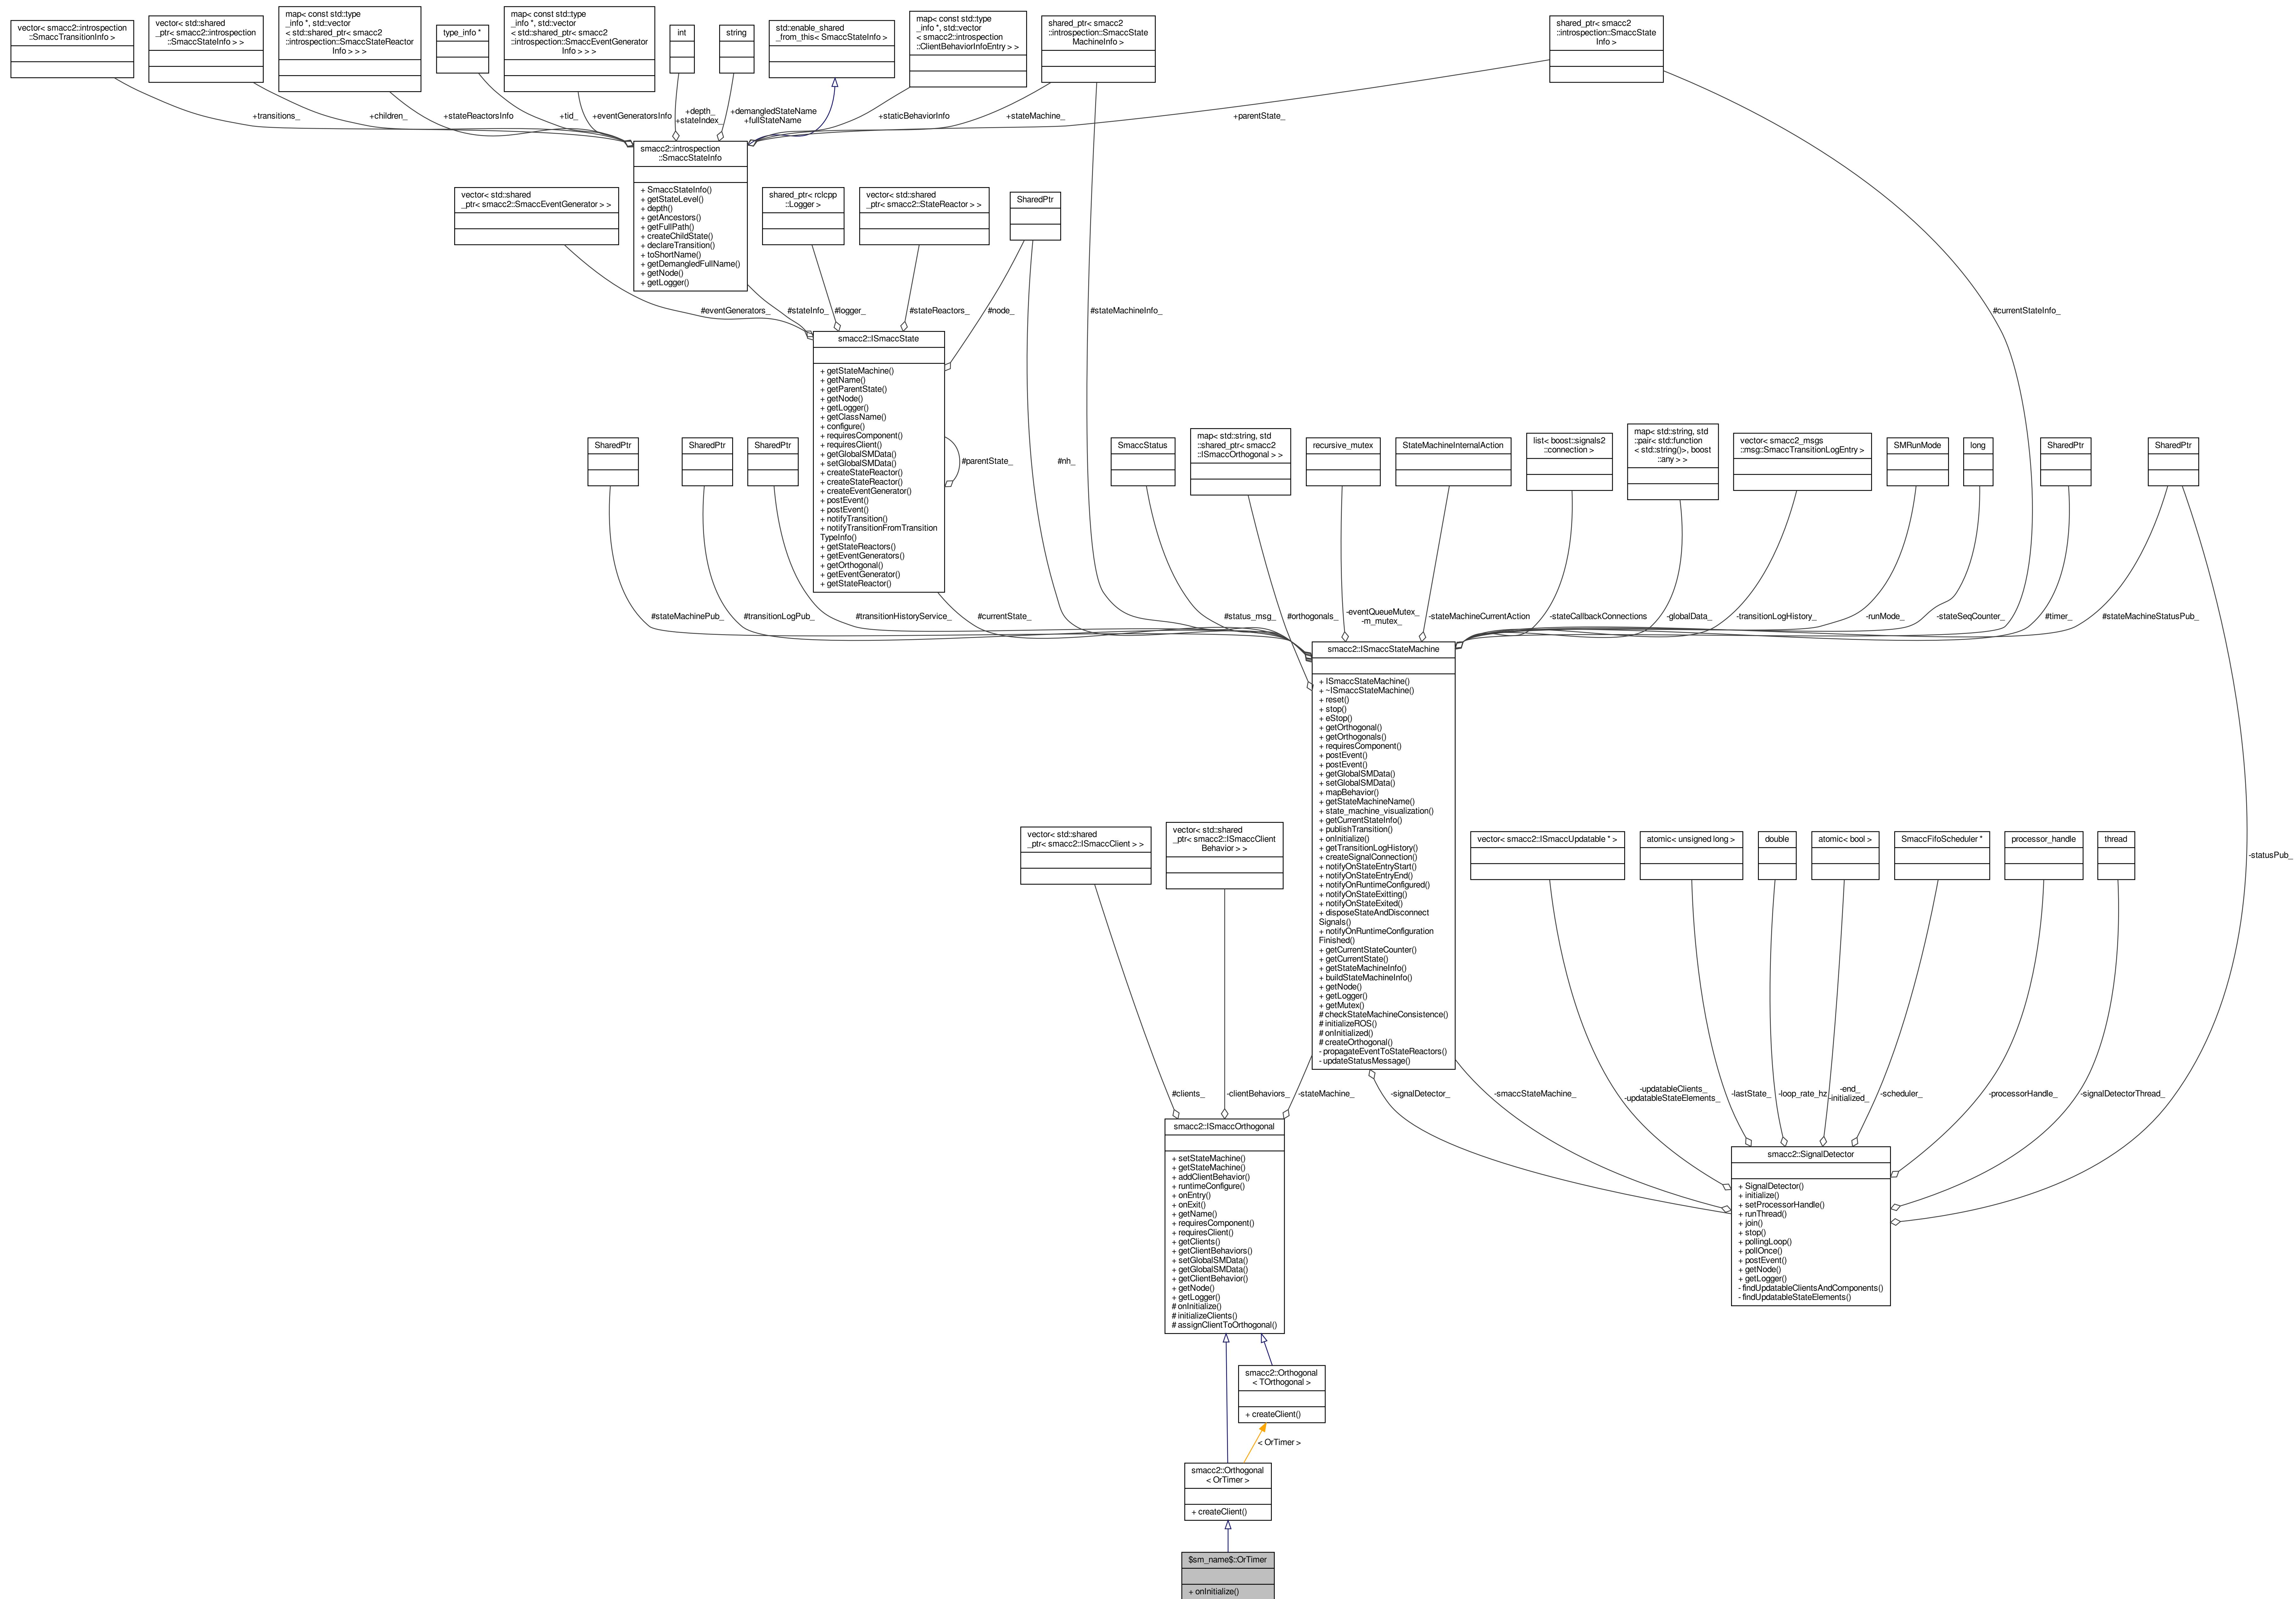 vector< smacc2::introspection
::SmaccTransitionInfo >
vector< std::shared
_ptr< smacc2::introspection
::SmaccStateInfo > >
map< const std::type
_info *, std::vector
< std::shared_ptr< smacc2
::introspection::SmaccStateReactor
Info > > >
type_info *
map< const std::type
_info *, std::vector
< std::shared_ptr< smacc2
::introspection::SmaccEventGenerator
Info > > >
int
string
std::enable_shared
_from_this< SmaccStateInfo >
map< const std::type
_info *, std::vector
< smacc2::introspection
::ClientBehaviorInfoEntry > >
shared_ptr< smacc2
::introspection::SmaccState
MachineInfo >
shared_ptr< smacc2
::introspection::SmaccState
Info >
+transitions_
+children_
+stateReactorsInfo
+tid_
+eventGeneratorsInfo
+depth_
+stateIndex_
+demangledStateName
+fullStateName
+staticBehaviorInfo
+stateMachine_
+parentState_
smacc2::introspection
::SmaccStateInfo
+ SmaccStateInfo()
+ getStateLevel()
+ depth()
+ getAncestors()
+ getFullPath()
+ createChildState()
+ declareTransition()
+ toShortName()
+ getDemangledFullName()
+ getNode()
+ getLogger()
vector< std::shared
_ptr< smacc2::SmaccEventGenerator > >
shared_ptr< rclcpp
::Logger >
vector< std::shared
_ptr< smacc2::StateReactor > >
SharedPtr
#eventGenerators_
#stateInfo_
#logger_
#stateReactors_
#node_
#stateMachineInfo_
#currentStateInfo_
smacc2::ISmaccState
+ getStateMachine()
+ getName()
+ getParentState()
+ getNode()
+ getLogger()
+ getClassName()
+ configure()
+ requiresComponent()
+ requiresClient()
+ getGlobalSMData()
+ setGlobalSMData()
+ createStateReactor()
+ createStateReactor()
+ createEventGenerator()
+ postEvent()
+ postEvent()
+ notifyTransition()
+ notifyTransitionFromTransition
TypeInfo()
+ getStateReactors()
+ getEventGenerators()
+ getOrthogonal()
+ getEventGenerator()
+ getStateReactor()
#parentState_
#nh_
SharedPtr
SharedPtr
SharedPtr
SmaccStatus
map< std::string, std
::shared_ptr< smacc2
::ISmaccOrthogonal > >
recursive_mutex
StateMachineInternalAction
list< boost::signals2
::connection >
map< std::string, std
::pair< std::function
< std::string()>, boost
::any > >
vector< smacc2_msgs
::msg::SmaccTransitionLogEntry >
SMRunMode
long
SharedPtr
SharedPtr
#stateMachinePub_
#transitionLogPub_
#transitionHistoryService_
#currentState_
#status_msg_
#orthogonals_
-eventQueueMutex_
-m_mutex_
-stateMachineCurrentAction
-stateCallbackConnections
-globalData_
-transitionLogHistory_
-runMode_
-stateSeqCounter_
#timer_
#stateMachineStatusPub_
smacc2::ISmaccStateMachine
+ ISmaccStateMachine()
+ ~ISmaccStateMachine()
+ reset()
+ stop()
+ eStop()
+ getOrthogonal()
+ getOrthogonals()
+ requiresComponent()
+ postEvent()
+ postEvent()
+ getGlobalSMData()
+ setGlobalSMData()
+ mapBehavior()
+ getStateMachineName()
+ state_machine_visualization()
+ getCurrentStateInfo()
+ publishTransition()
+ onInitialize()
+ getTransitionLogHistory()
+ createSignalConnection()
+ notifyOnStateEntryStart()
+ notifyOnStateEntryEnd()
+ notifyOnRuntimeConfigured()
+ notifyOnStateExitting()
+ notifyOnStateExited()
+ disposeStateAndDisconnect
Signals()
+ notifyOnRuntimeConfiguration
Finished()
+ getCurrentStateCounter()
+ getCurrentState()
+ getStateMachineInfo()
+ buildStateMachineInfo()
+ getNode()
+ getLogger()
+ getMutex()
# checkStateMachineConsistence()
# initializeROS()
# onInitialized()
# createOrthogonal()
- propagateEventToStateReactors()
- updateStatusMessage()
vector< std::shared
_ptr< smacc2::ISmaccClient > >
vector< std::shared
_ptr< smacc2::ISmaccClient
Behavior > >
vector< smacc2::ISmaccUpdatable * >
atomic< unsigned long >
double
atomic< bool >
SmaccFifoScheduler *
processor_handle
thread
-statusPub_
#clients_
-clientBehaviors_
-stateMachine_
-signalDetector_
-smaccStateMachine_
-updatableClients_
-updatableStateElements_
-lastState_
-loop_rate_hz
-end_
-initialized_
-scheduler_
-processorHandle_
-signalDetectorThread_
smacc2::ISmaccOrthogonal
+ setStateMachine()
+ getStateMachine()
+ addClientBehavior()
+ runtimeConfigure()
+ onEntry()
+ onExit()
+ getName()
+ requiresComponent()
+ requiresClient()
+ getClients()
+ getClientBehaviors()
+ setGlobalSMData()
+ getGlobalSMData()
+ getClientBehavior()
+ getNode()
+ getLogger()
# onInitialize()
# initializeClients()
# assignClientToOrthogonal()
smacc2::SignalDetector
+ SignalDetector()
+ initialize()
+ setProcessorHandle()
+ runThread()
+ join()
+ stop()
+ pollingLoop()
+ pollOnce()
+ postEvent()
+ getNode()
+ getLogger()
- findUpdatableClientsAndComponents()
- findUpdatableStateElements()
smacc2::Orthogonal
< TOrthogonal >
+ createClient()
< OrTimer >
smacc2::Orthogonal
< OrTimer >
+ createClient()
$sm_name$::OrTimer
+ onInitialize()